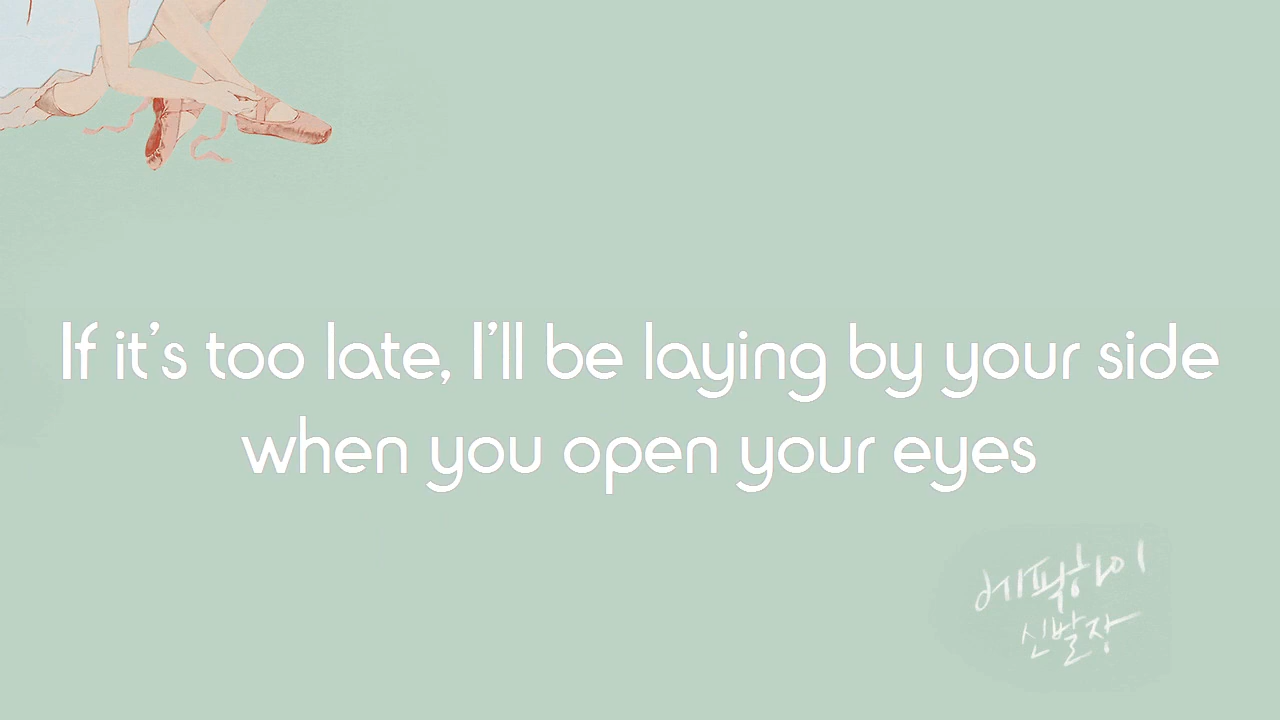 If it's too late, I'll be laying by your side
when you open your eyes
에픽하이
신발장